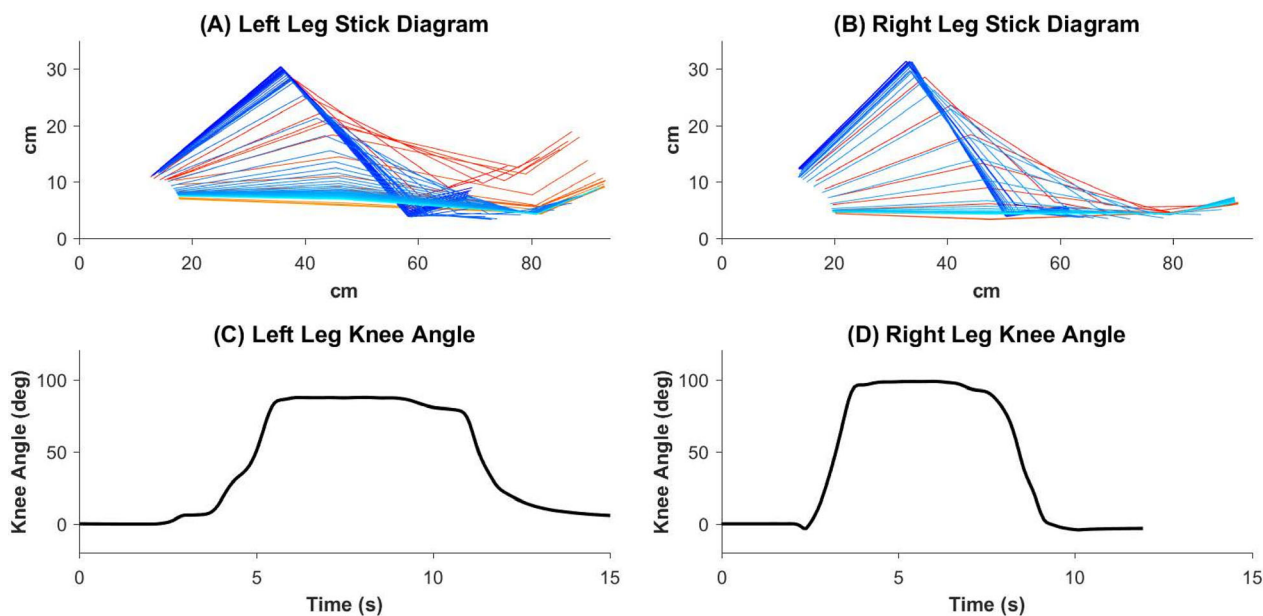 (A) Left Leg Stick Diagram
30
20
10
0
cm
0 20 40 60 80
cm
(B) Right Leg Stick Diagram
30
20
10
0
cm
0 20 40 60 80
cm
(C) Left Leg Knee Angle
100
50
0
Knee Angle (deg)
0 5 10 15
Time (s)
(D) Right Leg Knee Angle
100
50
0
Knee Angle (deg)
0 5 10 15
Time (s)